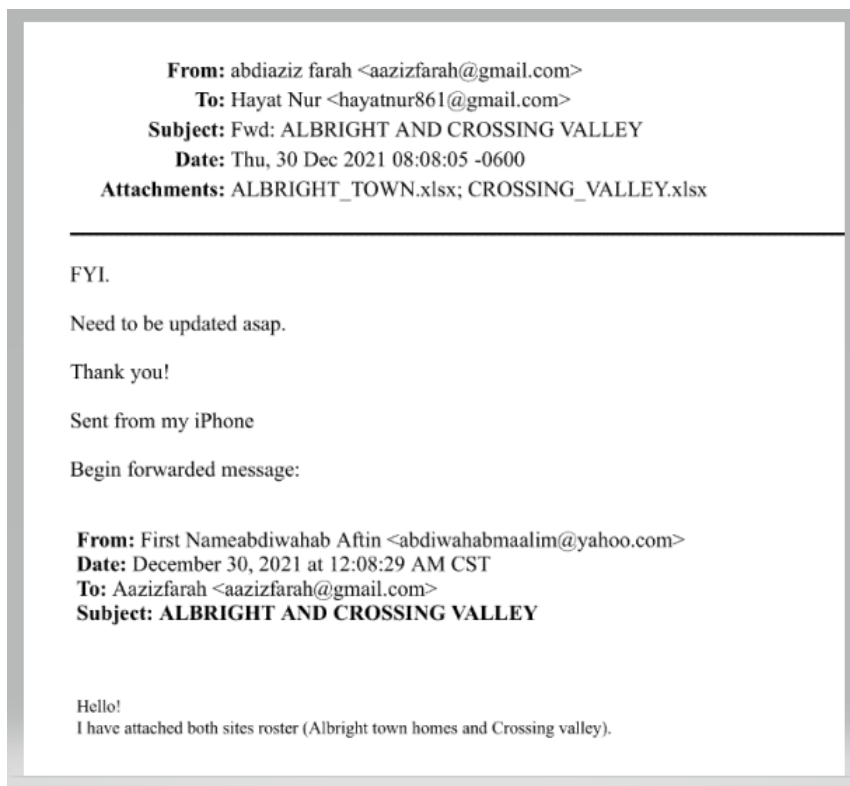 From: abdiaziz farah <aazizfarah@gmail.com>
To: Hayat Nur <hayatnur861@gmail.com>
Subject: Fwd: ALBRIGHT AND CROSSING VALLEY
Date: Thu, 30 Dec 2021 08:08:05 -0600
Attachments: ALBRIGHT_TOWN.xlsx; CROSSING_VALLEY.xlsx
FYI.
Need to be updated asap.
Thank you!
Sent from my iPhone
Begin forwarded message:
From: First Nameabdiwahab Aftin <abdiwahabmaalim@yahoo.com>
Date: December 30, 2021 at 12:08:29 AM CST
To: Aazizfarah <aazizfarah@gmail.com>
Subject: ALBRIGHT AND CROSSING VALLEY
Hello!
I have attached both sites roster (Albright town homes and Crossing valley).